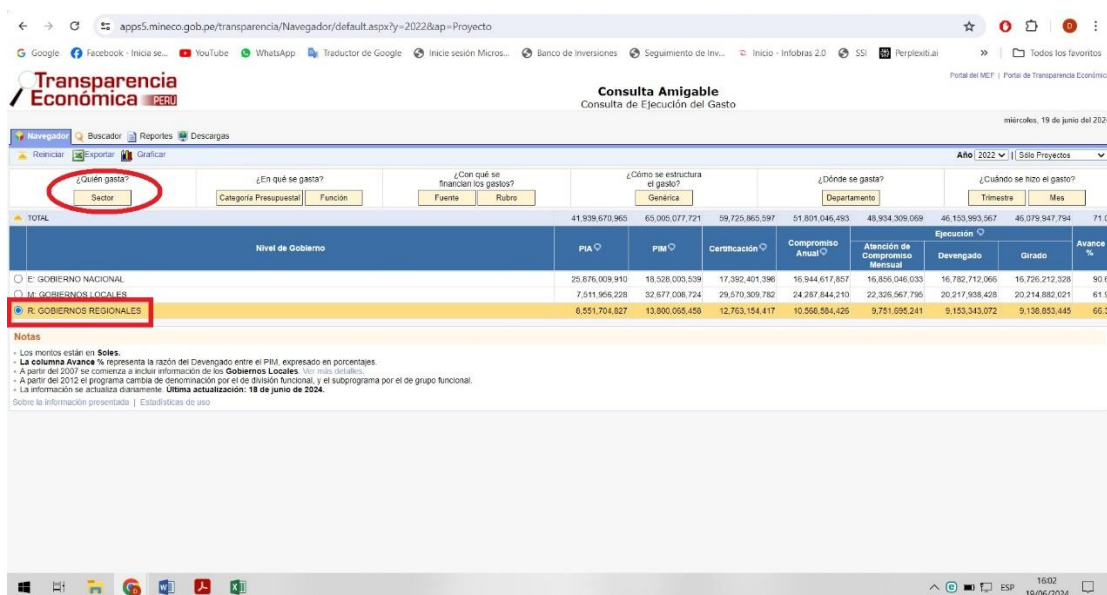 apps5.mineco.gob.pe/transparencia/Navegador/default.aspx?y=2022&ap=Proyecto
Google Facebook - Inicia se... YouTube WhatsApp Traductor de Google Inicie sesión Micros... Banco de Inversiones Seguimiento de Inv... Inicio - Infobras 2.0 SSI Perplexiti.ai » Todos los favoritos
Transparencia
Económica PERU
Portal del MEF | Portal de Transparencia Económic
Consulta Amigable
Consulta de Ejecución del Gasto
miércoles, 19 de junio del 202
Navegador Buscador Reportes Descargas
Reiniciar Exportar Graficar Año 2022 | Sólo Proyectos
¿Quién gasta? ¿En qué se gasta? ¿Con qué se financian los gastos? ¿Cómo se estructura el gasto? ¿Dónde se gasta? ¿Cuándo se hizo el gasto?
Sector Categoría Presupuestal Función Fuente Rubro Genérica Departamento Trimestre Mes
TOTAL 41,939,670,965 65,005,077,721 59,725,865,597 51,801,046,493 48,934,309,069 46,153,993,567 46,079,947,794 71.0
Nivel de Gobierno PIA PIM Certificación Compromiso Anual Ejecución Avance %
Atención de Compromiso Mensual Devengado Girado
E: GOBIERNO NACIONAL 25,876,009,910 18,528,003,539 17,392,401,398 16,944,617,857 16,856,046,033 16,782,712,066 16,726,212,328 90.6
M: GOBIERNOS LOCALES 7,511,956,228 32,677,008,724 29,570,309,782 24,287,844,210 22,326,567,795 20,217,938,428 20,214,882,021 61.9
R: GOBIERNOS REGIONALES 8,551,704,827 13,800,065,458 12,763,154,417 10,568,584,426 9,751,695,241 9,153,343,072 9,138,853,445 66.3
Notas
- Los montos están en Soles.
- La columna Avance % representa la razón del Devengado entre el PIM, expresado en porcentajes.
- A partir del 2007 se comienza a incluir información de los Gobiernos Locales. Ver más detalles.
- A partir del 2012 el programa cambia de denominación por el de división funcional, y el subprograma por el de grupo funcional.
- La información se actualiza diariamente. Última actualización: 18 de junio de 2024.
Sobre la información presentada | Estadísticas de uso
ESP 16:02
19/06/2024